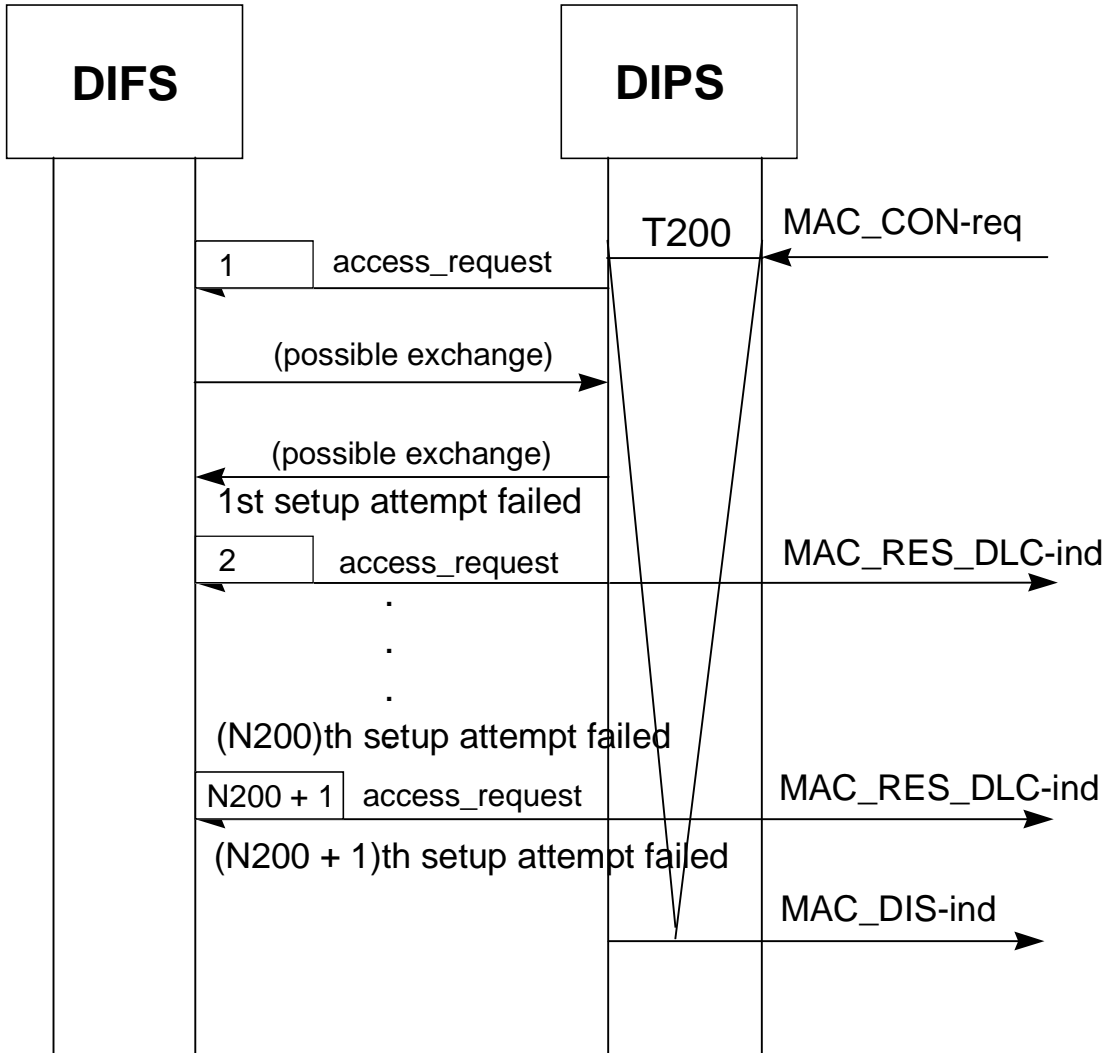 DIFS
DIPS
T200
MAC_CON-req
1
access_request
(possible exchange)
(possible exchange)
1st setup attempt failed
2
access_request
MAC_RES_DLC-ind
.
.
.
.
(N200)th setup attempt failed
N200 + 1
access_request
MAC_RES_DLC-ind
(N200 + 1)th setup attempt failed
MAC_DIS-ind